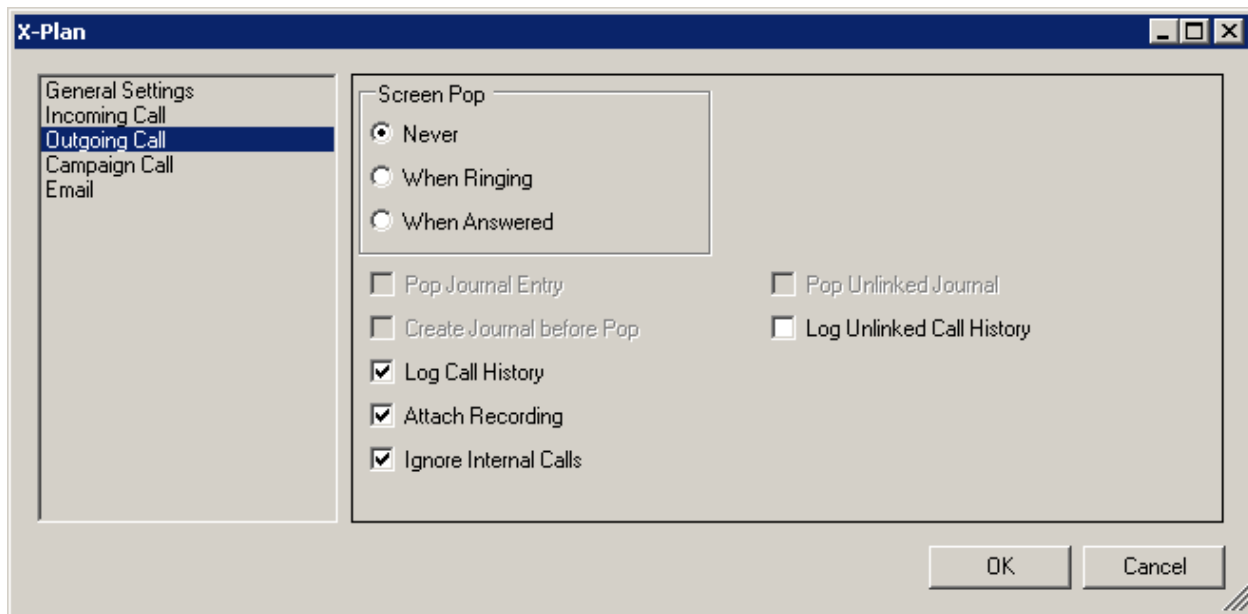 X-Plan
General Settings
Incoming Call
Outgoing Call
Campaign Call
Email
Screen Pop
Never
When Ringing
When Answered
Pop Journal Entry
Pop Unlinked Journal
Create Journal before Pop
Log Unlinked Call History
Log Call History
Attach Recording
Ignore Internal Calls
OK
Cancel